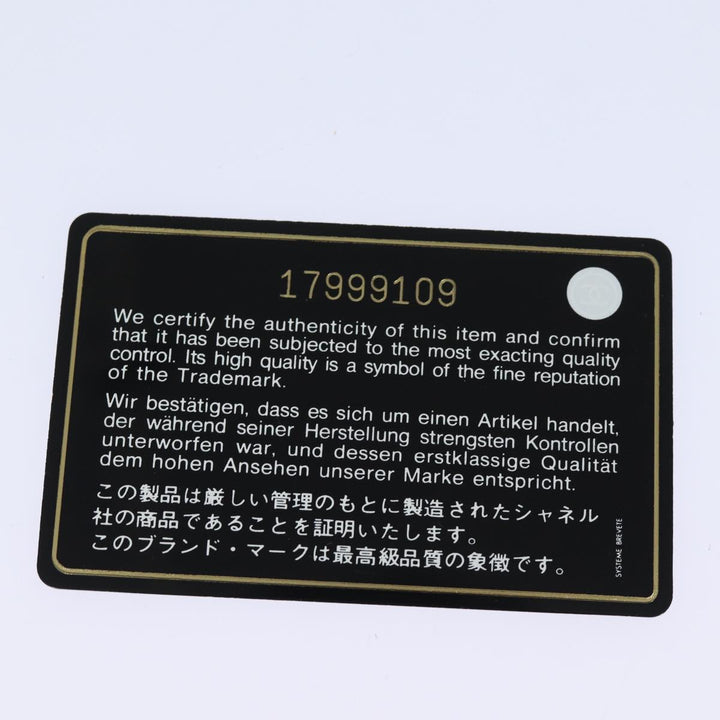 17999109
We certify the authenticity of this item and confirm
that it has been subjected to the most exacting quality
control. Its high quality is a symbol of the fine reputation
of the Trademark.
Wir bestätigen, dass es sich um einen Artikel handelt,
der während seiner Herstellung strengsten Kontrollen
unterworfen war, und dessen erstklassige Qualität
dem hohen Ansehen unserer Marke entspricht.
この製品は厳しい管理のもとに製造されたシャネル
社の商品であることを証明いたします。
このブランド・マークは最高級品質の象徴です。
SYSTEME BREVETE